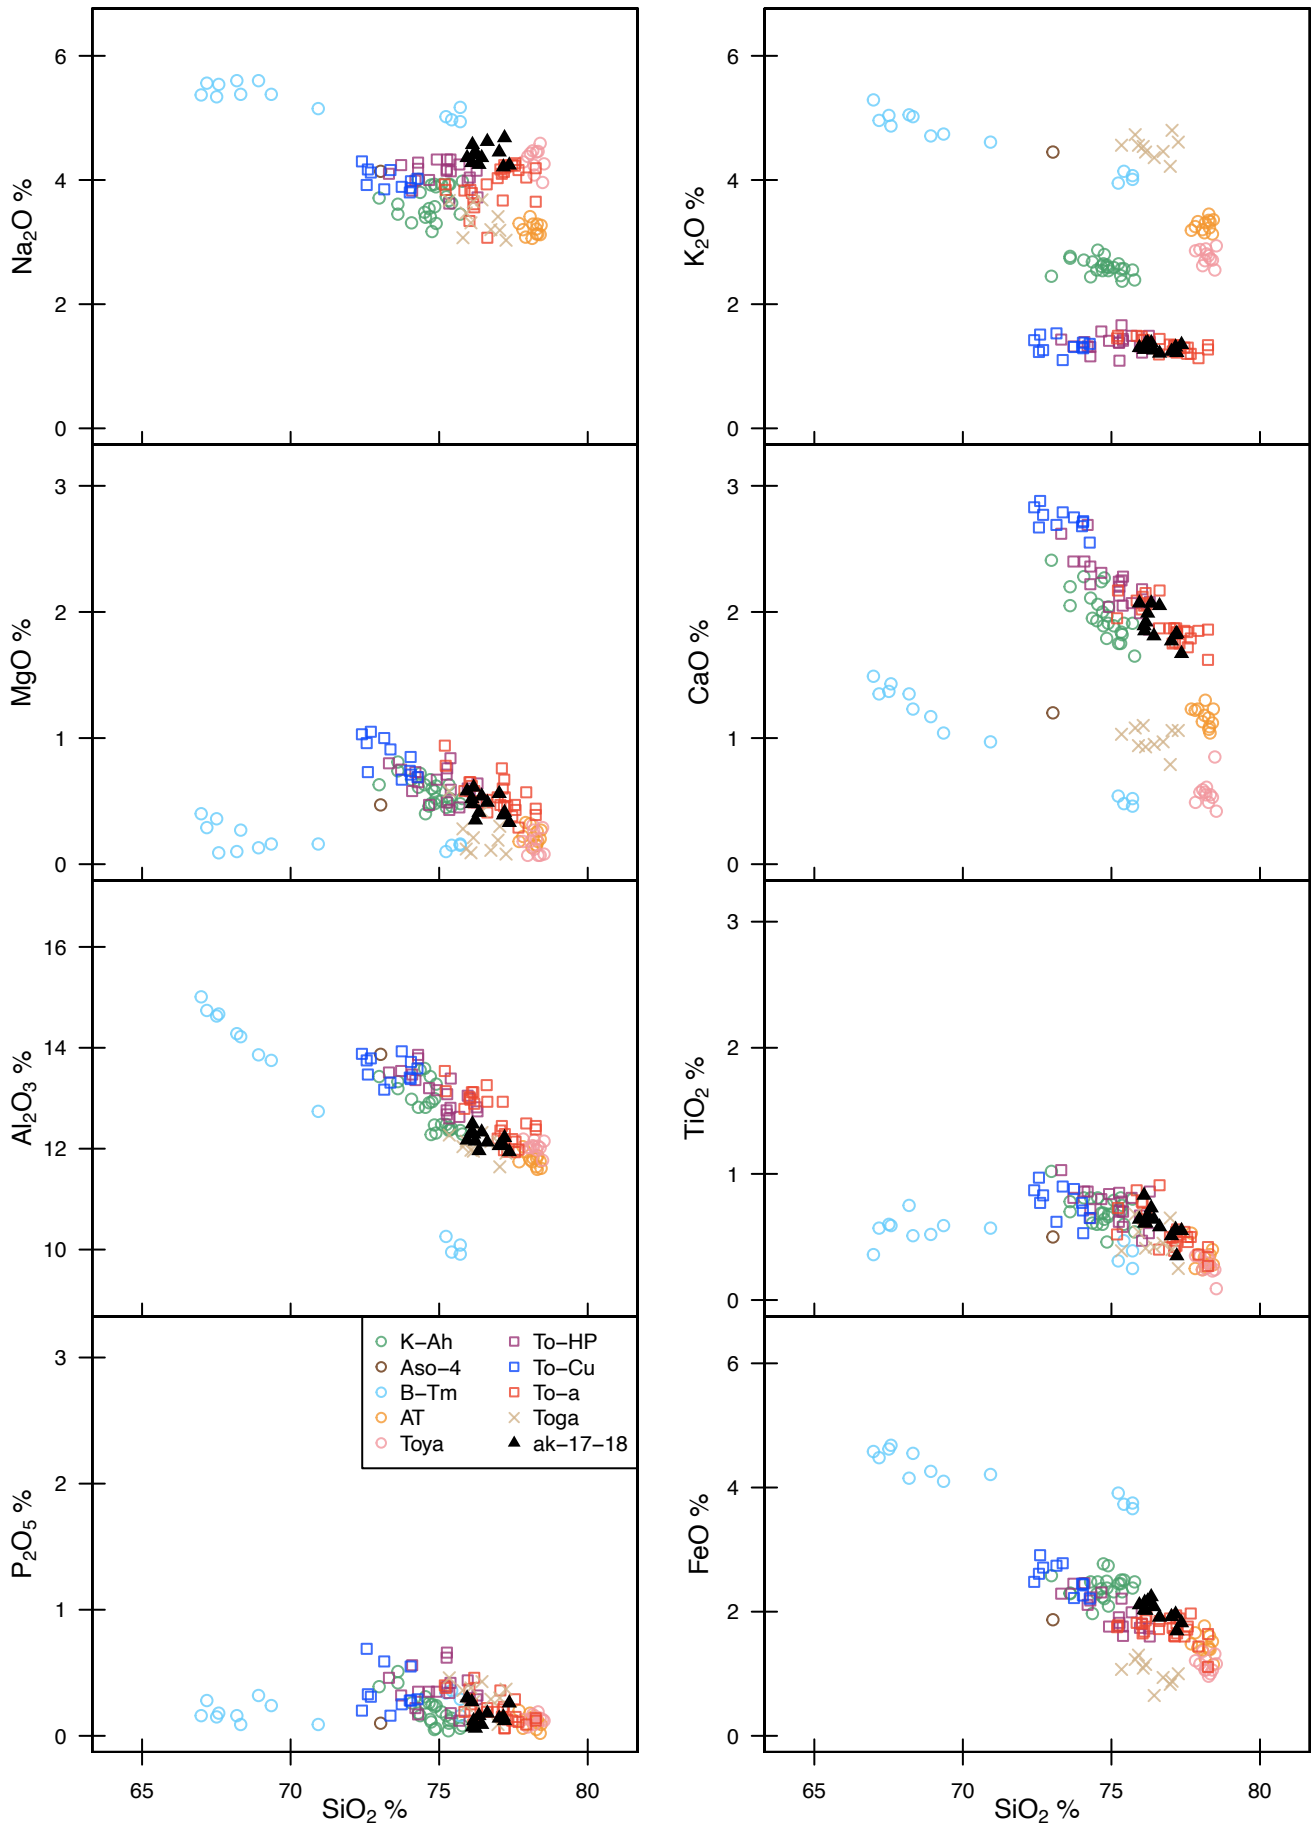 6
4
2
0
Na₂O %
6
4
2
0
K₂O %
3
2
1
0
MgO %
3
2
1
0
CaO %
16
14
12
10
Al₂O₃ %
3
2
1
0
TiO₂ %
3
2
1
0
P₂O₅ %
K−Ah
Aso−4
B−Tm
AT
Toya
To−HP
To−Cu
To−a
Toga
ak−17−18
6
4
2
0
FeO %
65 70 75 80
SiO₂ %
65 70 75 80
SiO₂ %